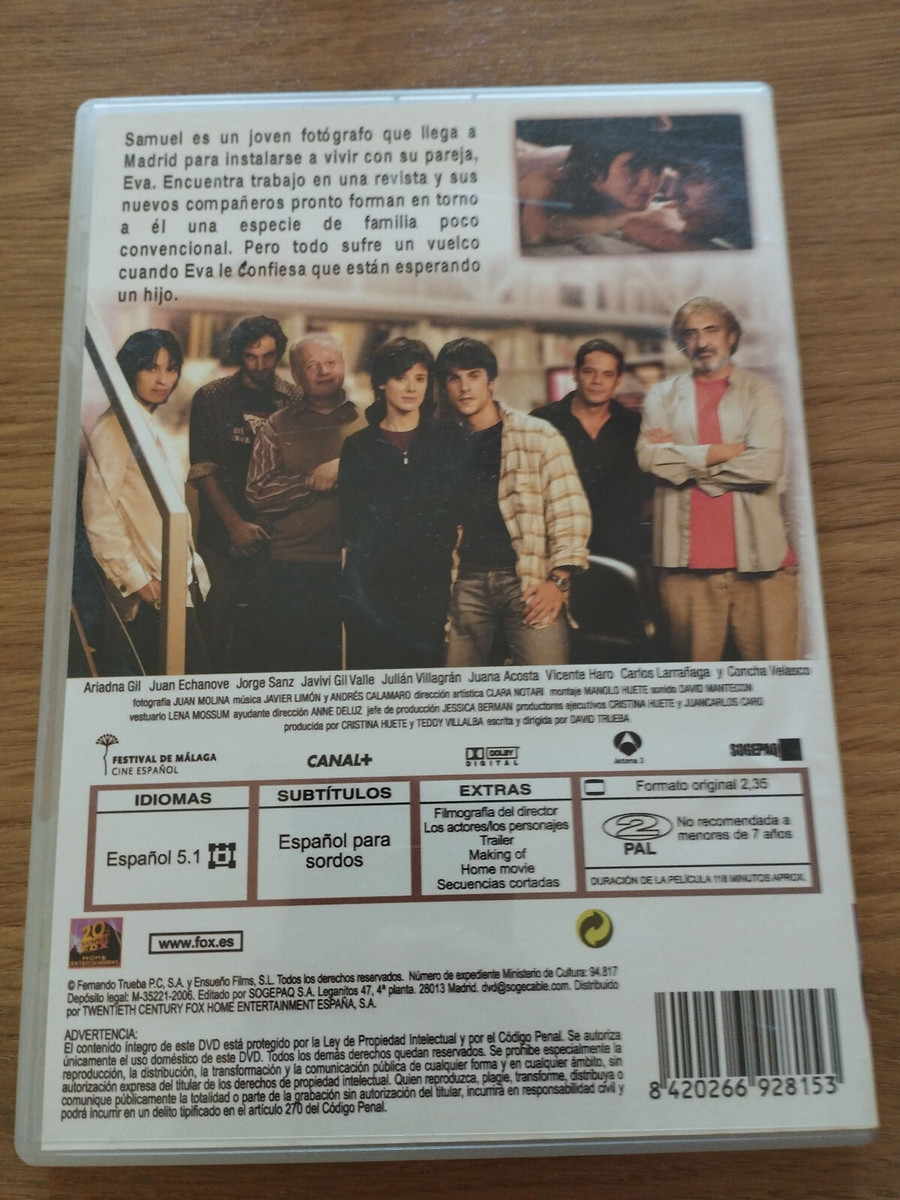 Samuel es un joven fotógrafo que llega a
Madrid para instalarse a vivir con su pareja,
Eva. Encuentra trabajo en una revista y sus
nuevos compañeros pronto forman en torno
a él una especie de familia poco
convencional. Pero todo sufre un vuelco
cuando Eva le confiesa que están esperando
un hijo.
Ariadna Gil Juan Echanove Jorge Sanz Javivi Gil Valle Julián Villagrán Juana Acosta Vicente Haro Carlos Larrañaga y Concha Velasco
fotografía JUAN MOLINA música JAVIER LIMÓN y ANDRÉS CALAMARO dirección artística CLARA NOTARI montaje MANOLO HUETE sonido DAVID MANTECÓN
vestuario LENA MOSSUM ayudante dirección ANNE DELUZ jefe de producción JESSICA BERMAN productores ejecutivos CRISTINA HUETE y JUANCARLOS CARO
producida por CRISTINA HUETE y TEDDY VILLALBA escrita y dirigida por DAVID TRUEBA
FESTIVAL DE MÁLAGA
CINE ESPAÑOL
CANAL+
DOLBY
DIGITAL
Antena 3
SOGEPAQ
IDIOMAS
Español 5.1
SUBTÍTULOS
Español para
sordos
EXTRAS
Filmografía del director
Los actores/los personajes
Trailer
Making of
Home movie
Secuencias cortadas
Formato original 2,35
2
PAL
No recomendada a
menores de 7 años
DURACIÓN DE LA PELÍCULA 118 MINUTOS APROX.
20
FOX
HOME
ENTERTAINMENT
www.fox.es
© Fernando Trueba P.C, S.A. y Ensueño Films, S.L. Todos los derechos reservados. Número de expediente Ministerio de Cultura: 94.817
Depósito legal: M-35221-2006. Editado por SOGEPAQ S.A. Leganitos 47, 4ª planta. 28013 Madrid. dvd@sogecable.com. Distribuido
por TWENTIETH CENTURY FOX HOME ENTERTAINMENT ESPAÑA, S.A.
ADVERTENCIA:
El contenido íntegro de este DVD está protegido por la Ley de Propiedad Intelectual y por el Código Penal. Se autoriza
únicamente el uso doméstico de este DVD. Todos los demás derechos quedan reservados. Se prohíbe especialmente la
reproducción, la distribución, la transformación y la comunicación pública de cualquier forma y en cualquier ámbito, sin
autorización expresa del titular de los derechos de propiedad intelectual. Quien reproduzca, plagie, transforme, distribuya o
comunique públicamente la totalidad o parte de la grabación sin autorización del titular, incurrirá en responsabilidad civil y
podrá incurrir en un delito tipificado en el artículo 270 del Código Penal.
8 420266 928153